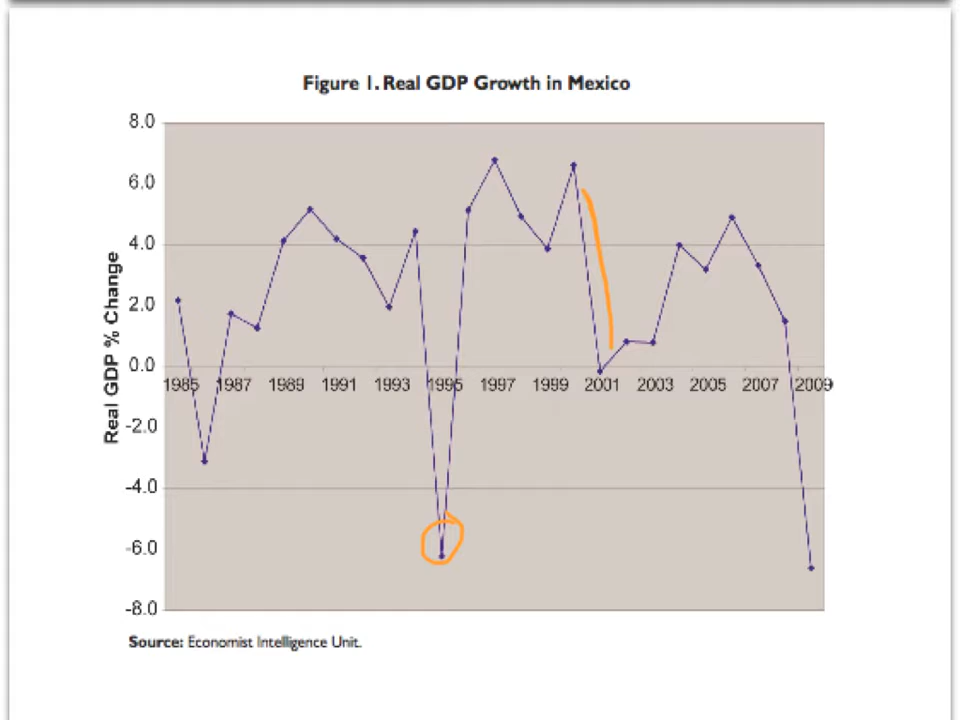 Figure 1. Real GDP Growth in Mexico
8.0
6.0
4.0
2.0
0.0
-2.0
-4.0
-6.0
-8.0
Real GDP % Change
1985 1987 1989 1991 1993 1995 1997 1999 2001 2003 2005 2007 2009
Source: Economist Intelligence Unit.